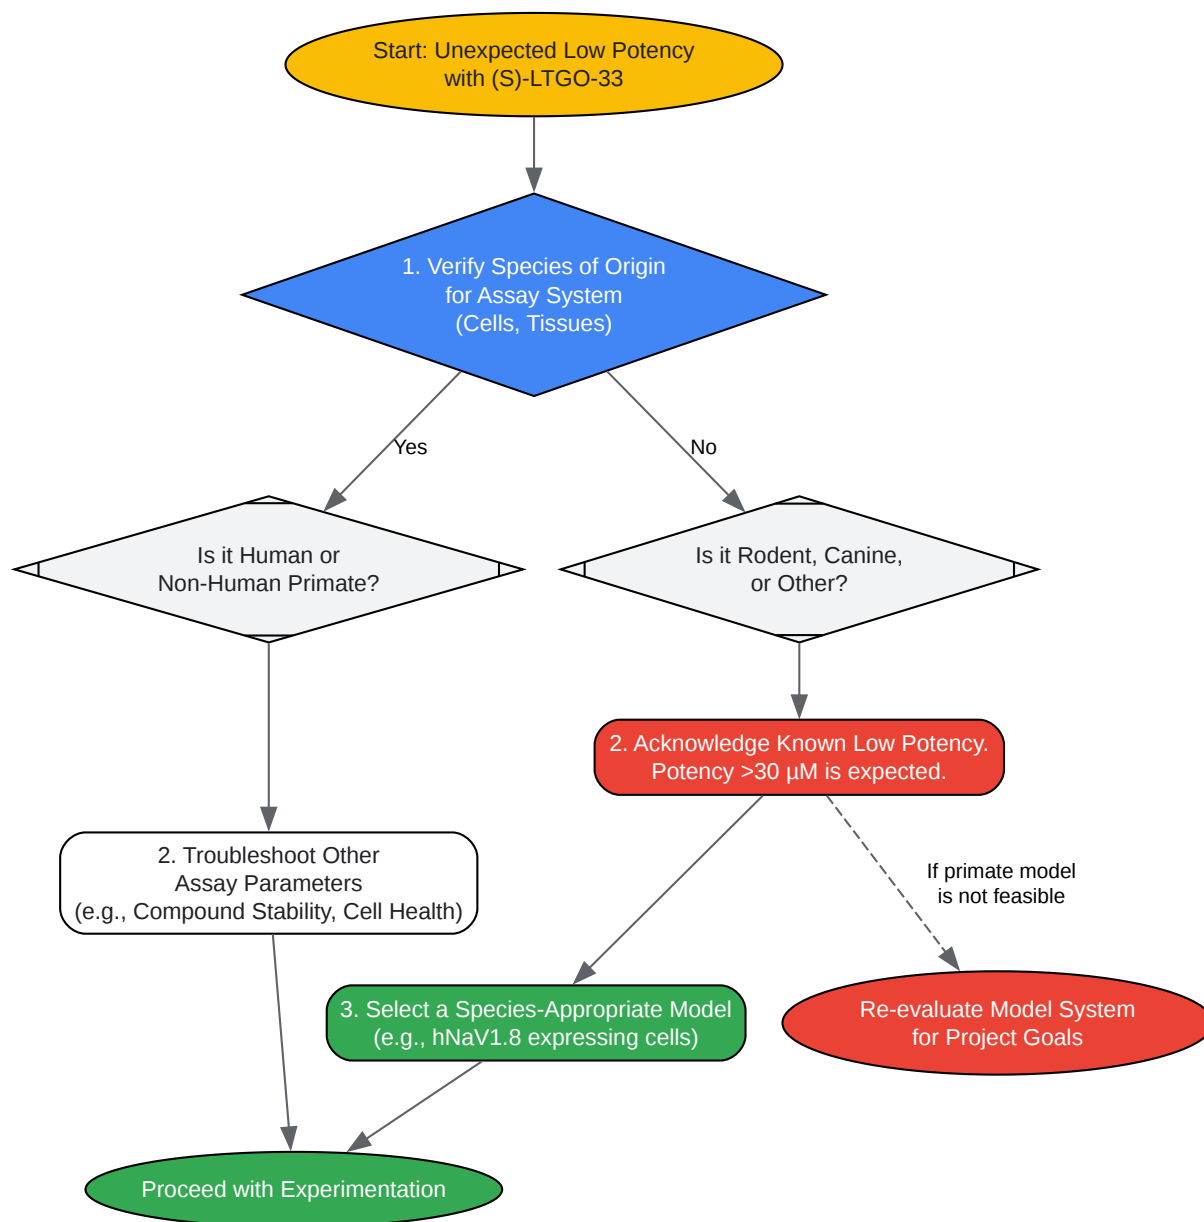 Start: Unexpected Low Potency
with (S)-LTGO-33
1. Verify Species of Origin
for Assay System
(Cells, Tissues)
Yes
No
Is it Human or
Non-Human Primate?
Is it Rodent, Canine,
or Other?
2. Acknowledge Known Low Potency.
Potency >30 µM is expected.
2. Troubleshoot Other
Assay Parameters
(e.g., Compound Stability, Cell Health)
If primate model
is not feasible
3. Select a Species-Appropriate Model
(e.g., hNaV1.8 expressing cells)
Re-evaluate Model System
for Project Goals
Proceed with Experimentation